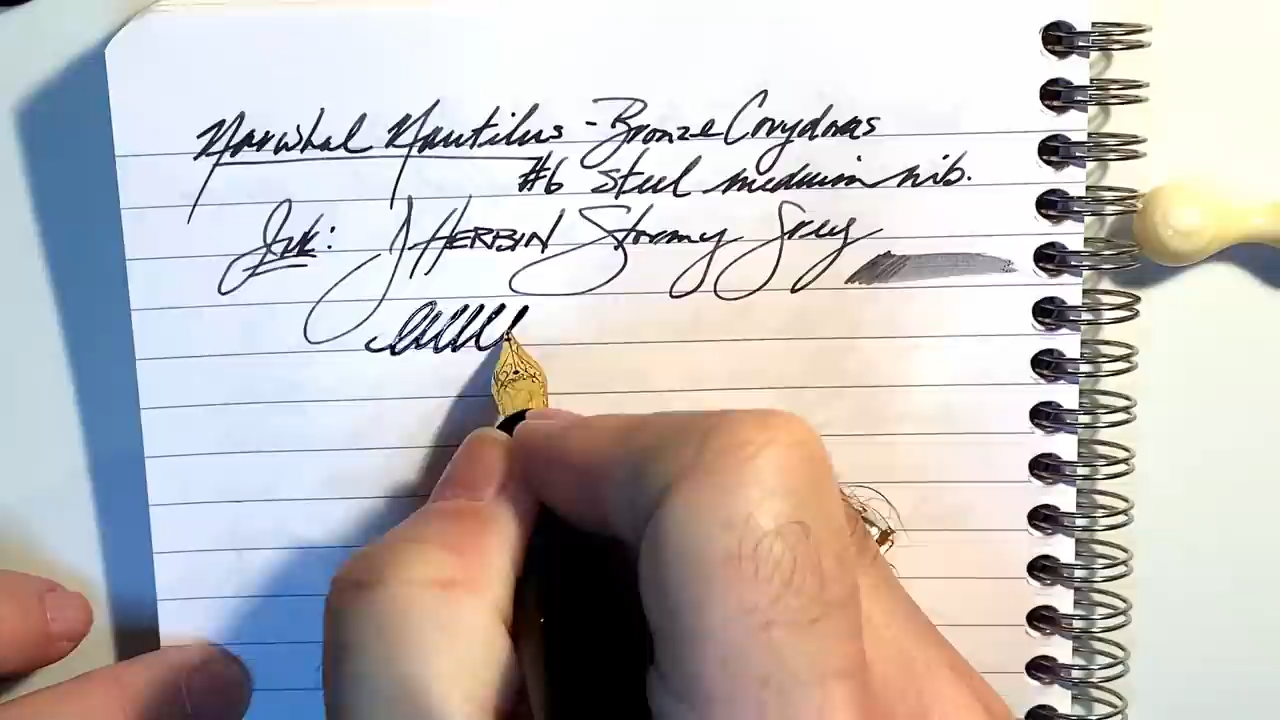 Narwhal Nautilus - Bronze Corydoras
#6 steel medium nib.
Ink: J HERBIN Stormy Grey